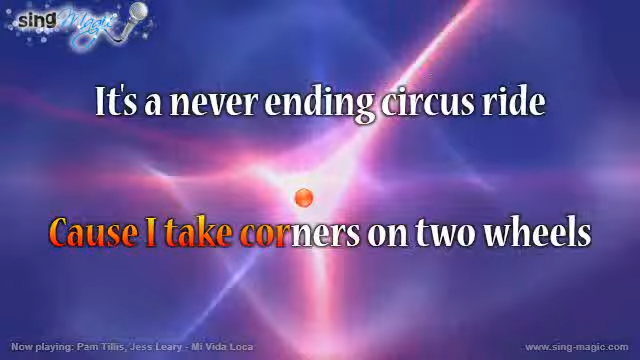 sing Magic
It's a never ending circus ride
Cause I take corners on two wheels
Now playing: Pam Tillis, Jess Leary - Mi Vida Loca
www.sing-magic.com